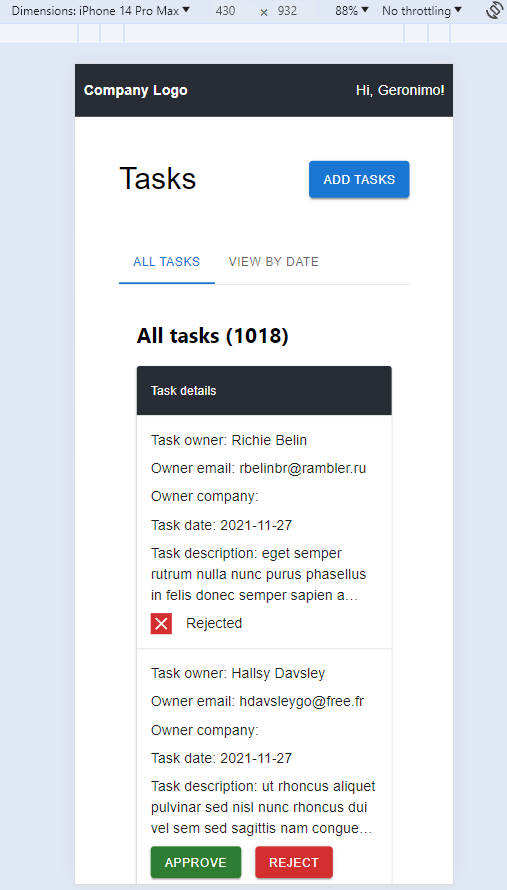 Dimensions: iPhone 14 Pro Max 430 × 932 88% No throttling
Company Logo Hi, Geronimo!
Tasks ADD TASKS
ALL TASKS VIEW BY DATE
All tasks (1018)
Task details
Task owner: Richie Belin
Owner email: rbelinbr@rambler.ru
Owner company:
Task date: 2021-11-27
Task description: eget semper
rutrum nulla nunc purus phasellus
in felis donec semper sapien a...
Rejected
Task owner: Hallsy Davsley
Owner email: hdavsleygo@free.fr
Owner company:
Task date: 2021-11-27
Task description: ut rhoncus aliquet
pulvinar sed nisl nunc rhoncus dui
vel sem sed sagittis nam congue...
APPROVE REJECT